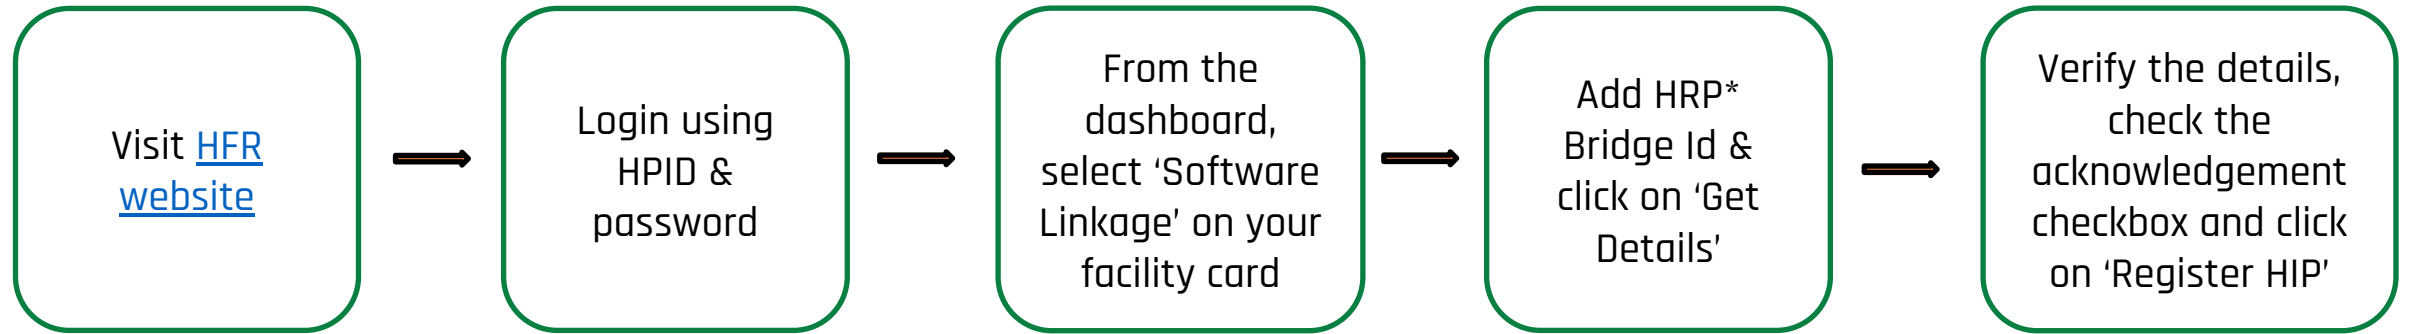 Visit HFR
website
Login using
HPID &
password
From the
dashboard,
select ‘Software
Linkage’ on your
facility card
Add HRP*
Bridge Id &
click on ‘Get
Details’
Verify the details,
check the
acknowledgement
checkbox and click
on ‘Register HIP’